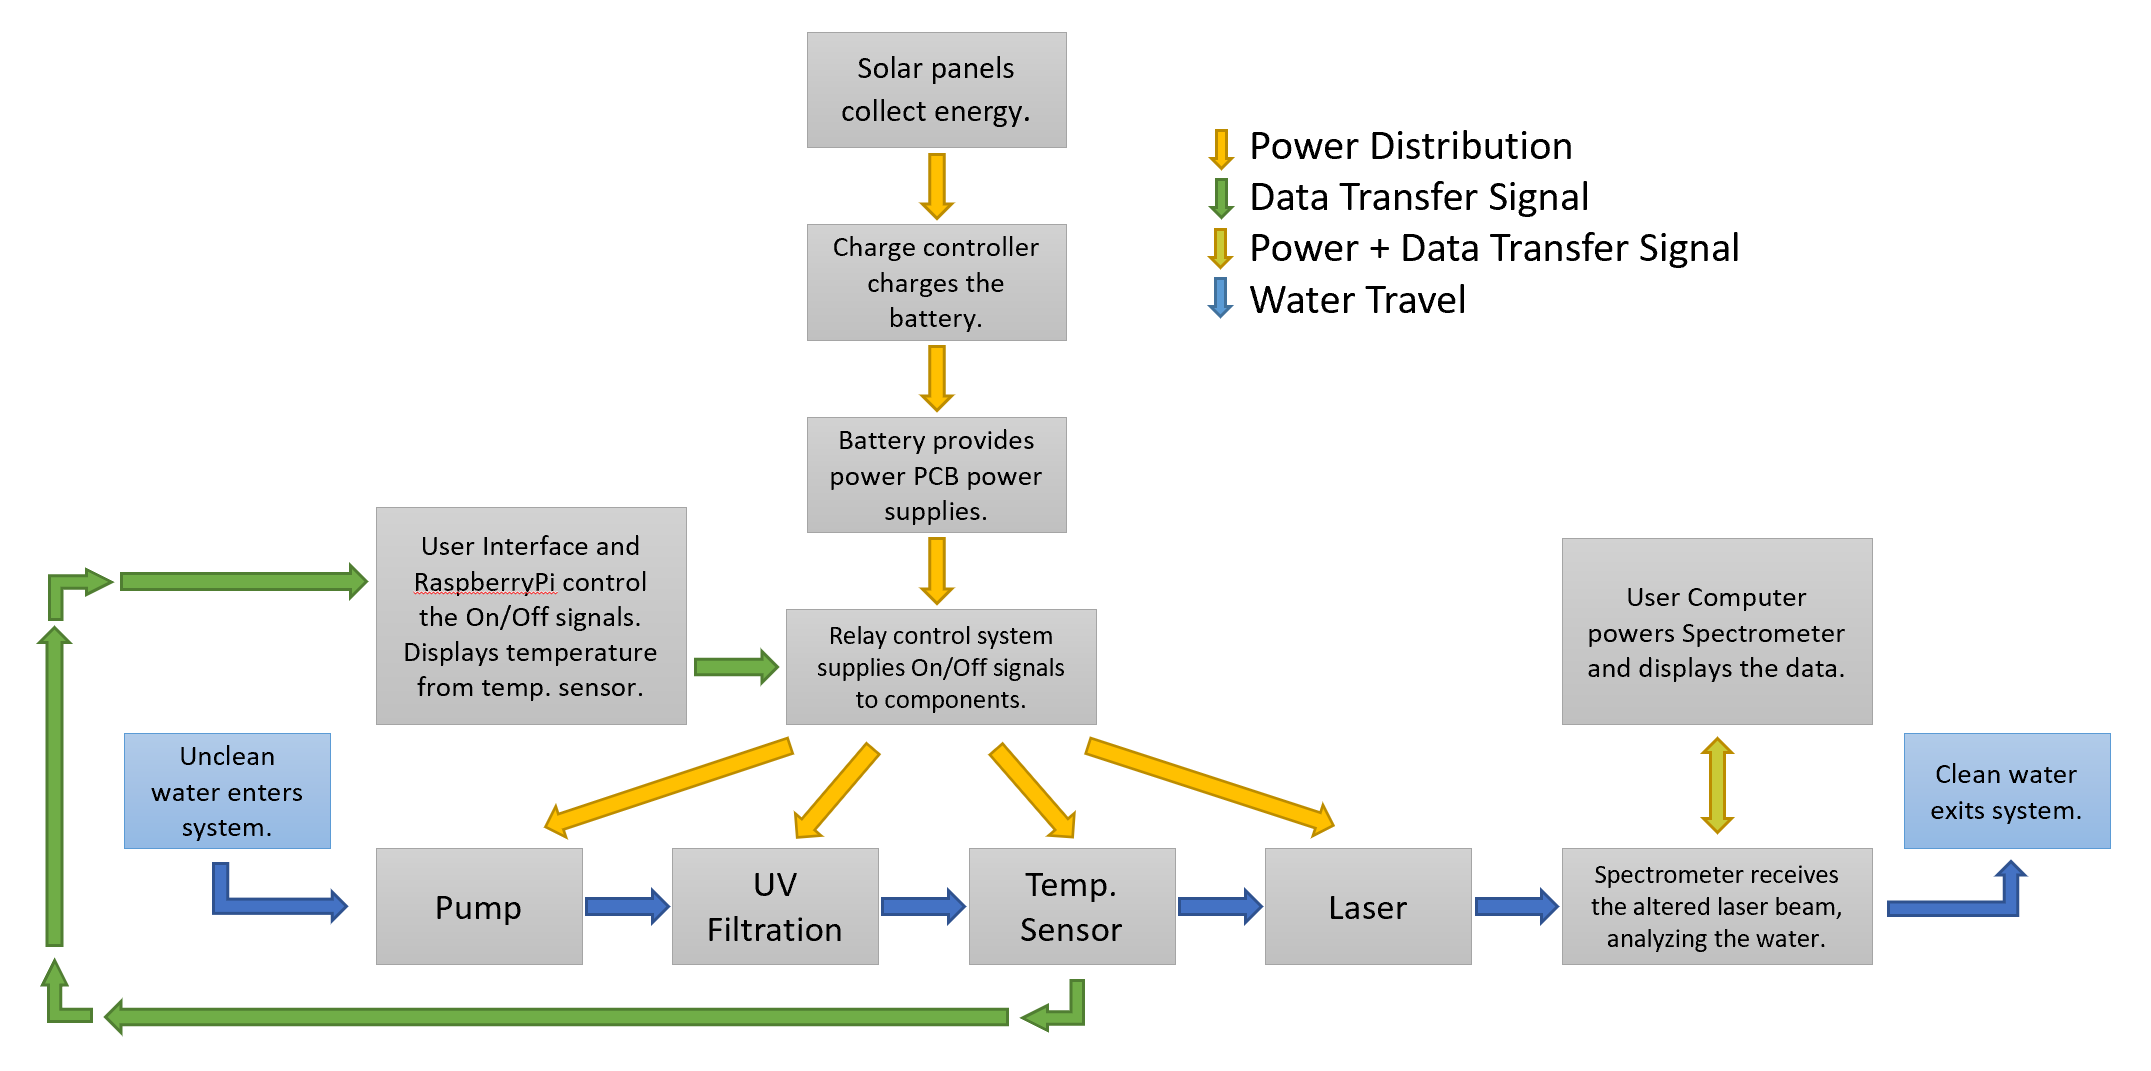 Solar panels
collect energy.
Power Distribution
Data Transfer Signal
Power + Data Transfer Signal
Water Travel
Charge controller
charges the
battery.
Battery provides
power PCB power
supplies.
User Interface and
RaspberryPi control
the On/Off signals.
Displays temperature
from temp. sensor.
Relay control system
supplies On/Off signals
to components.
User Computer
powers Spectrometer
and displays the data.
Unclean
water enters
system.
Clean water
exits system.
Pump
UV
Filtration
Temp.
Sensor
Laser
Spectrometer receives
the altered laser beam,
analyzing the water.